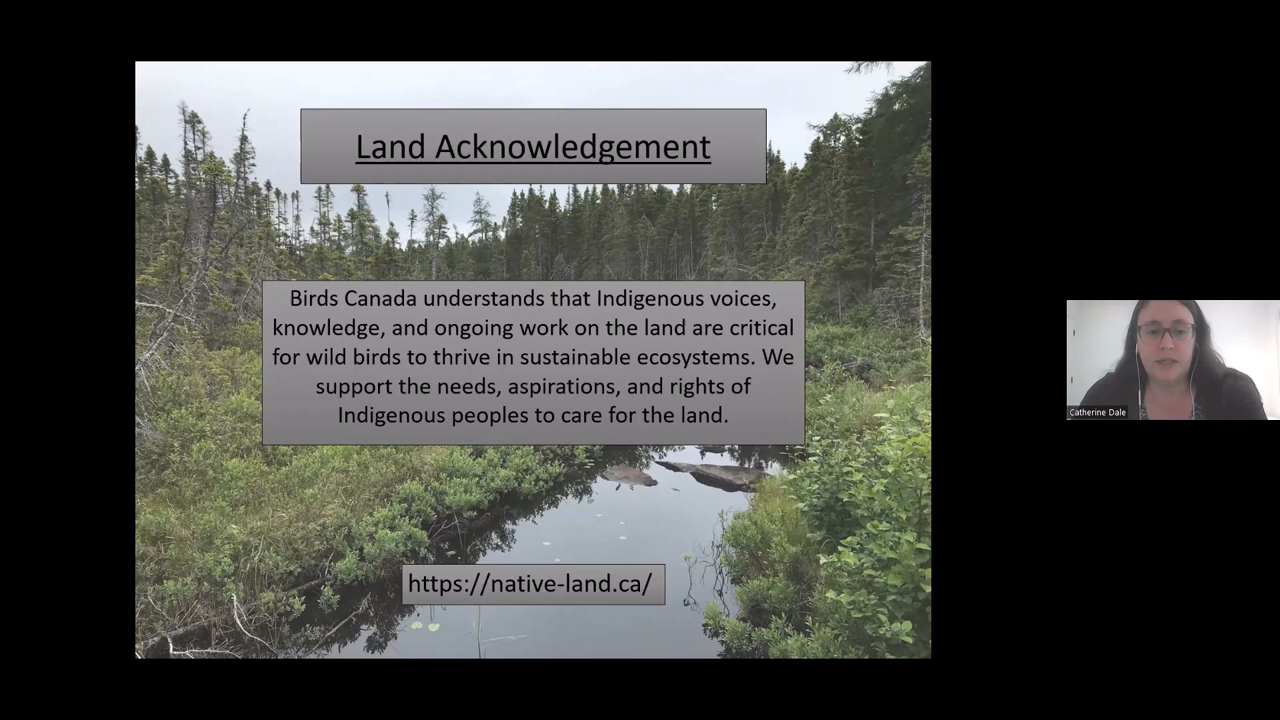 Land Acknowledgement
Birds Canada understands that Indigenous voices,
knowledge, and ongoing work on the land are critical
for wild birds to thrive in sustainable ecosystems. We
support the needs, aspirations, and rights of
Indigenous peoples to care for the land.
https://native-land.ca/
Catherine Dale